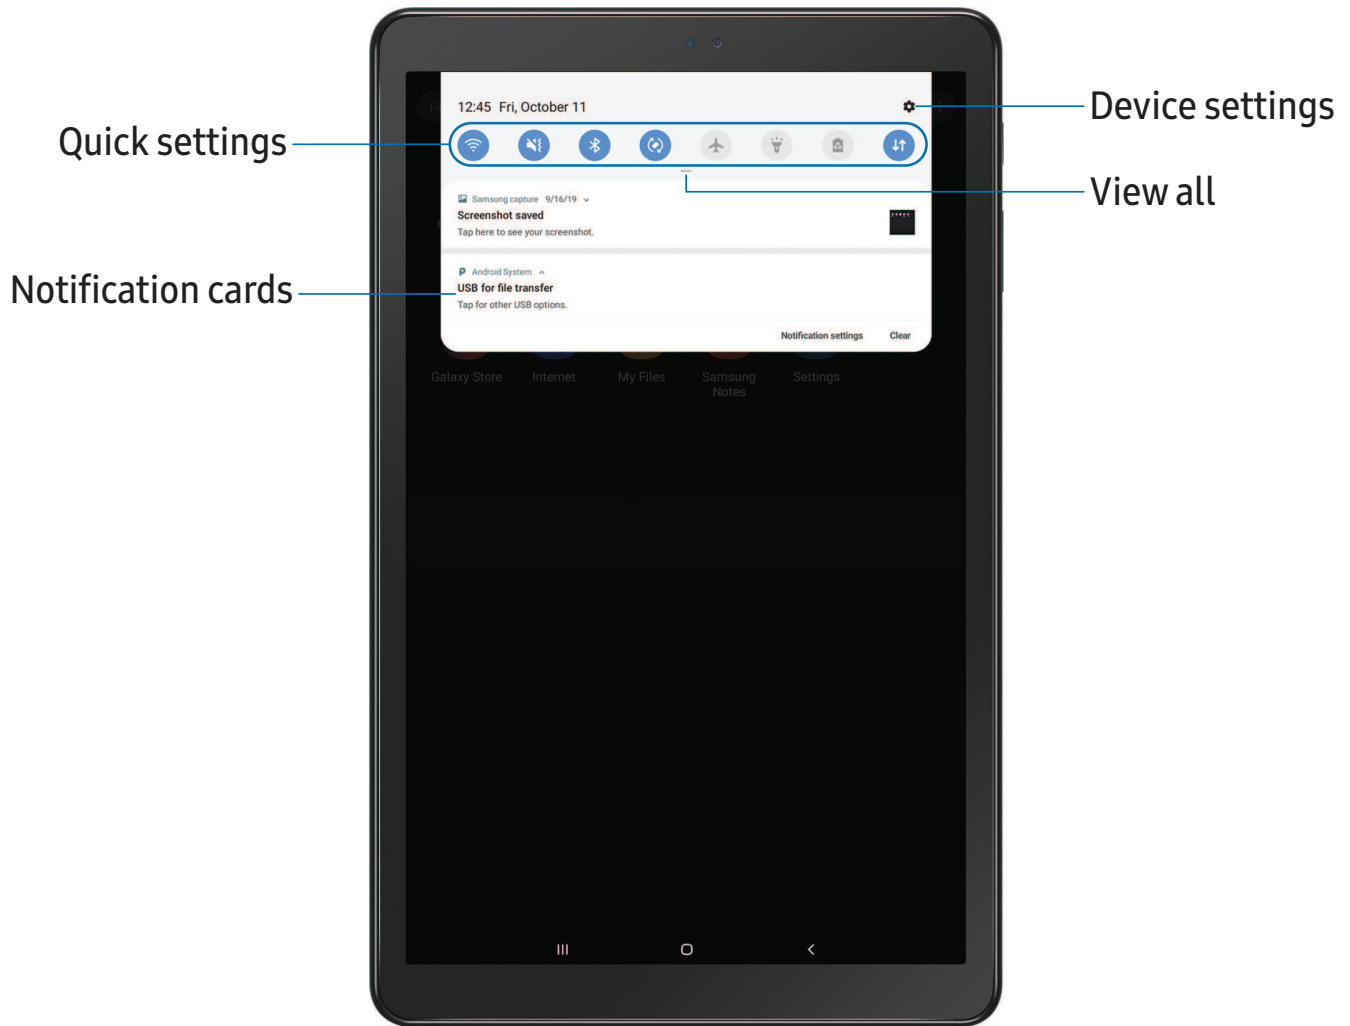 12:45 Fri, October 11
Device settings
Quick settings
View all
Samsung capture 9/16/19
Screenshot saved
Tap here to see your screenshot.
Notification cards
Android System
USB for file transfer
Tap for other USB options.
Notification settings Clear
Galaxy Store Internet My Files Samsung Notes Settings